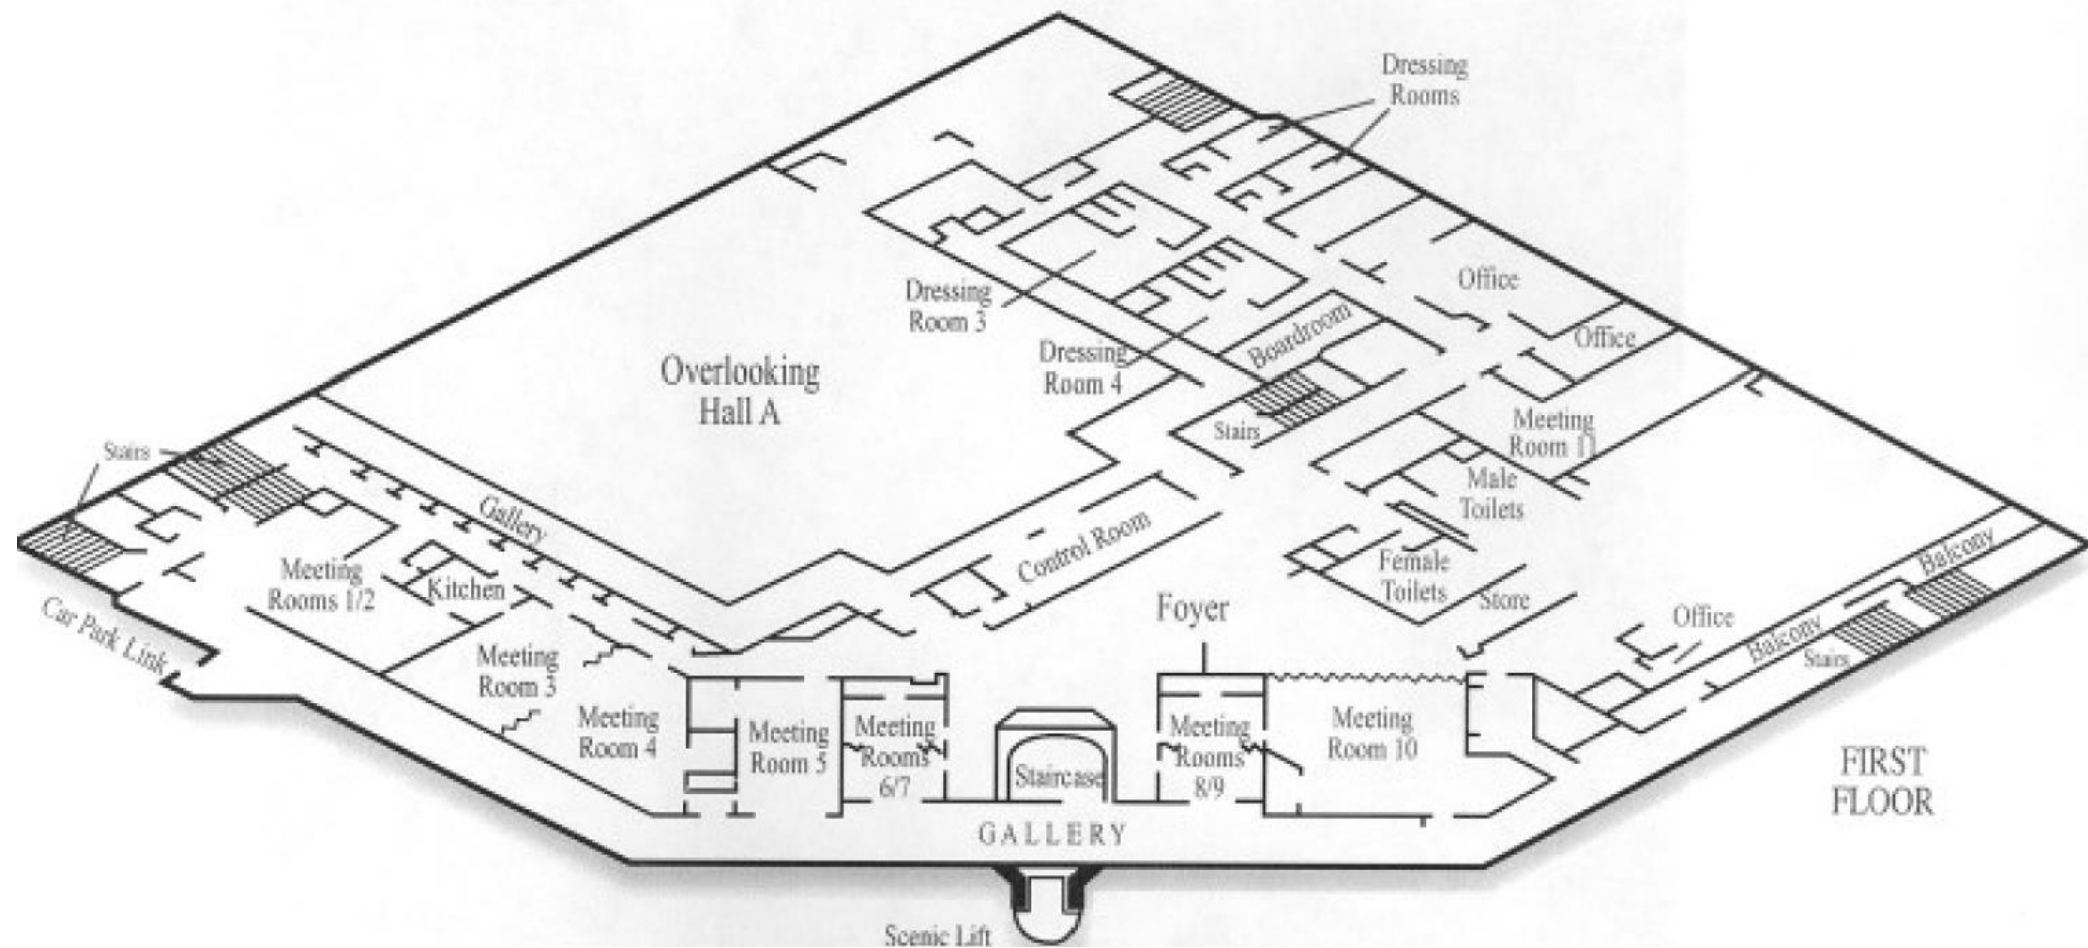 Dressing
Rooms
Office
Dressing
Room 3
Boardroom
Office
Dressing
Room 4
Overlooking
Hall A
Stairs
Meeting
Room 11
Stairs
Male
Toilets
Gallery
Control Room
Balcony
Meeting
Rooms 1/2
Kitchen
Female
Toilets
Store
Foyer
Office
Car Park Link
Balcony
Stairs
Meeting
Room 3
Meeting
Room 4
Meeting
Room 5
Meeting
Rooms
6/7
Staircase
Meeting
Rooms
8/9
Meeting
Room 10
FIRST
FLOOR
GALLERY
Scenic Lift